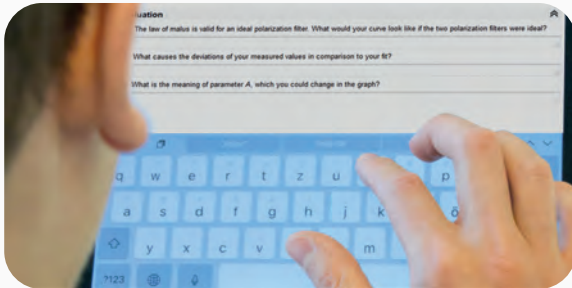 uation
The law of malus is valid for an ideal polarization filter. What would your curve look like if the two polarization filters were ideal?
What causes the deviations of your measured values in comparison to your fit?
What is the meaning of parameter A, which you could change in the graph?
q w e r t z u p
a s d f g h j k ö
y x c v m
?123